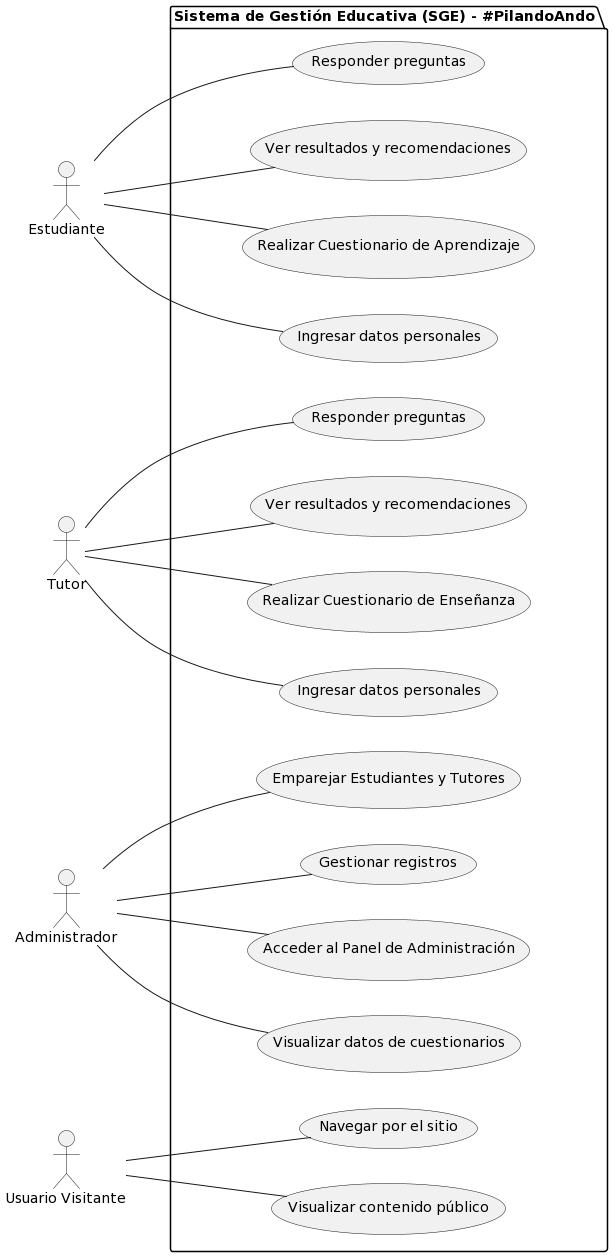 Sistema de Gestión Educativa (SGE) - #PilandoAndo
Responder preguntas
Ver resultados y recomendaciones
Estudiante
Realizar Cuestionario de Aprendizaje
Ingresar datos personales
Responder preguntas
Ver resultados y recomendaciones
Tutor
Realizar Cuestionario de Enseñanza
Ingresar datos personales
Emparejar Estudiantes y Tutores
Gestionar registros
Administrador
Acceder al Panel de Administración
Visualizar datos de cuestionarios
Navegar por el sitio
Usuario Visitante
Visualizar contenido público